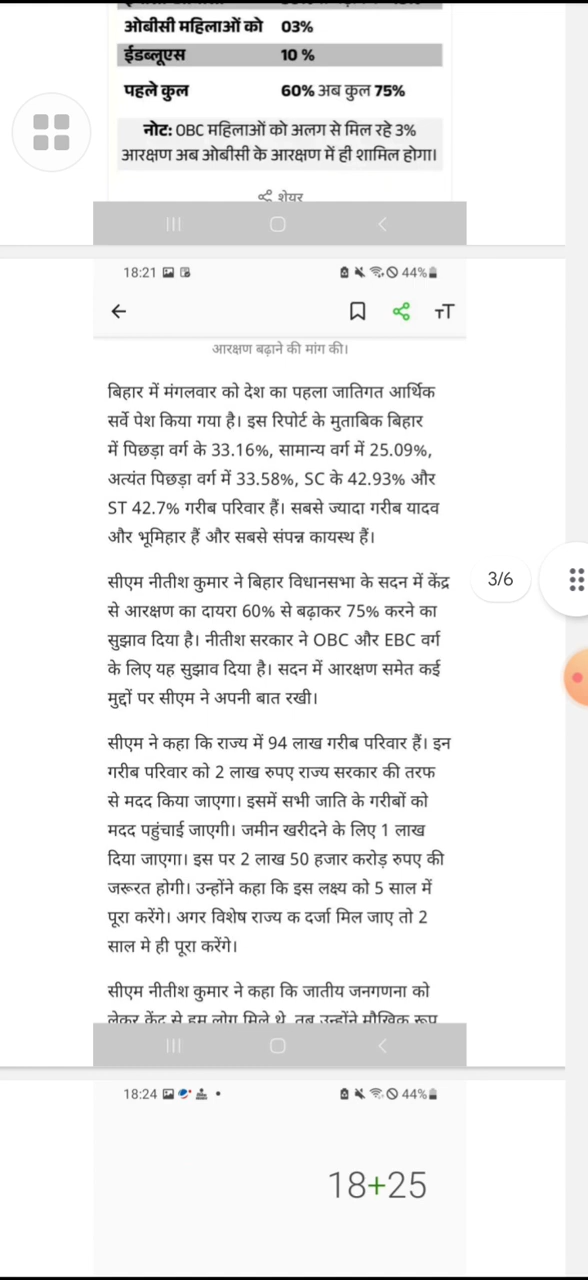 ओबीसी महिलाओं को 03%
ईडब्लूएस 10 %
पहले कुल 60% अब कुल 75%
नोट: OBC महिलाओं को अलग से मिल रहे 3%
आरक्षण अब ओबीसी के आरक्षण में ही शामिल होगा।
शेयर
18:21 44%
TT
आरक्षण बढ़ाने की मांग की।
बिहार में मंगलवार को देश का पहला जातिगत आर्थिक
सर्वे पेश किया गया है। इस रिपोर्ट के मुताबिक बिहार
में पिछड़ा वर्ग के 33.16%, सामान्य वर्ग में 25.09%,
अत्यंत पिछड़ा वर्ग में 33.58%, SC के 42.93% और
ST 42.7% गरीब परिवार हैं। सबसे ज्यादा गरीब यादव
और भूमिहार हैं और सबसे संपन्न कायस्थ हैं।
सीएम नीतीश कुमार ने बिहार विधानसभा के सदन में केंद्र
3/6
से आरक्षण का दायरा 60% से बढ़ाकर 75% करने का
सुझाव दिया है। नीतीश सरकार ने OBC और EBC वर्ग
के लिए यह सुझाव दिया है। सदन में आरक्षण समेत कई
मुद्दों पर सीएम ने अपनी बात रखी।
सीएम ने कहा कि राज्य में 94 लाख गरीब परिवार हैं। इन
गरीब परिवार को 2 लाख रुपए राज्य सरकार की तरफ
से मदद किया जाएगा। इसमें सभी जाति के गरीबों को
मदद पहुंचाई जाएगी। जमीन खरीदने के लिए 1 लाख
दिया जाएगा। इस पर 2 लाख 50 हजार करोड़ रुपए की
जरूरत होगी। उन्होंने कहा कि इस लक्ष्य को 5 साल में
पूरा करेंगे। अगर विशेष राज्य क दर्जा मिल जाए तो 2
साल मे ही पूरा करेंगे।
सीएम नीतीश कुमार ने कहा कि जातीय जनगणना को
लेकर केंद्र से हम लोग मिले थे, तब उन्होंने मौखिक रूप
18:24 44%
18+25